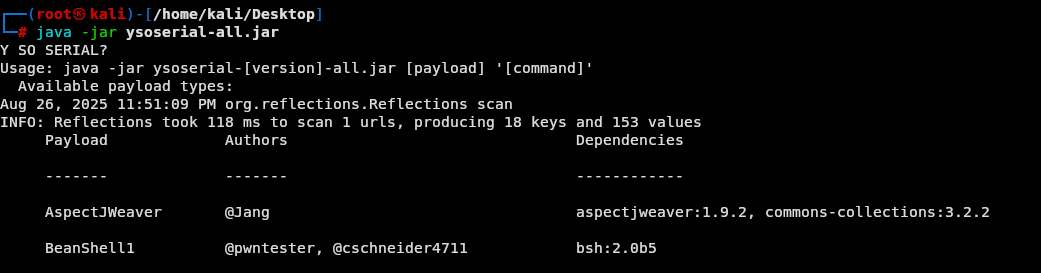 ┌──(root㉿kali)-[/home/kali/Desktop]
└─# java -jar ysoserial-all.jar
Y SO SERIAL?
Usage: java -jar ysoserial-[version]-all.jar [payload] '[command]'
  Available payload types:
Aug 26, 2025 11:51:09 PM org.reflections.Reflections scan
INFO: Reflections took 118 ms to scan 1 urls, producing 18 keys and 153 values
     Payload             Authors                                Dependencies
     -------             -------                                ------------
     AspectJWeaver       @Jang                                  aspectjweaver:1.9.2, commons-collections:3.2.2
     BeanShell1          @pwntester, @cschneider4711            bsh:2.0b5